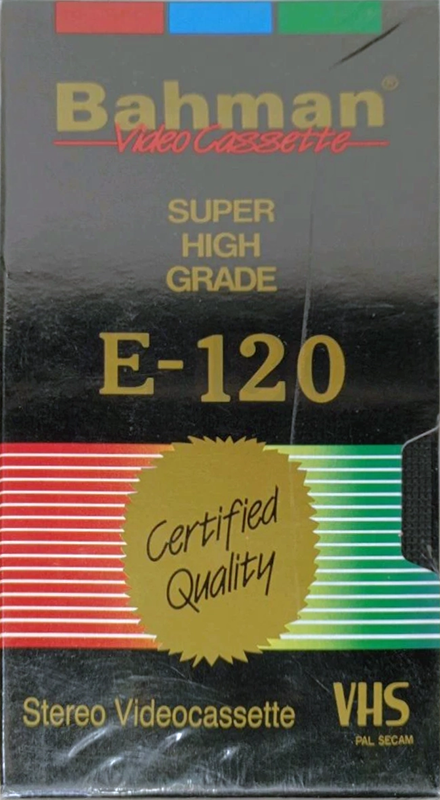 Bahman®
Video Cassette
SUPER
HIGH
GRADE
E-120
Certified
Quality
Stereo Videocassette
VHS
PAL SECAM